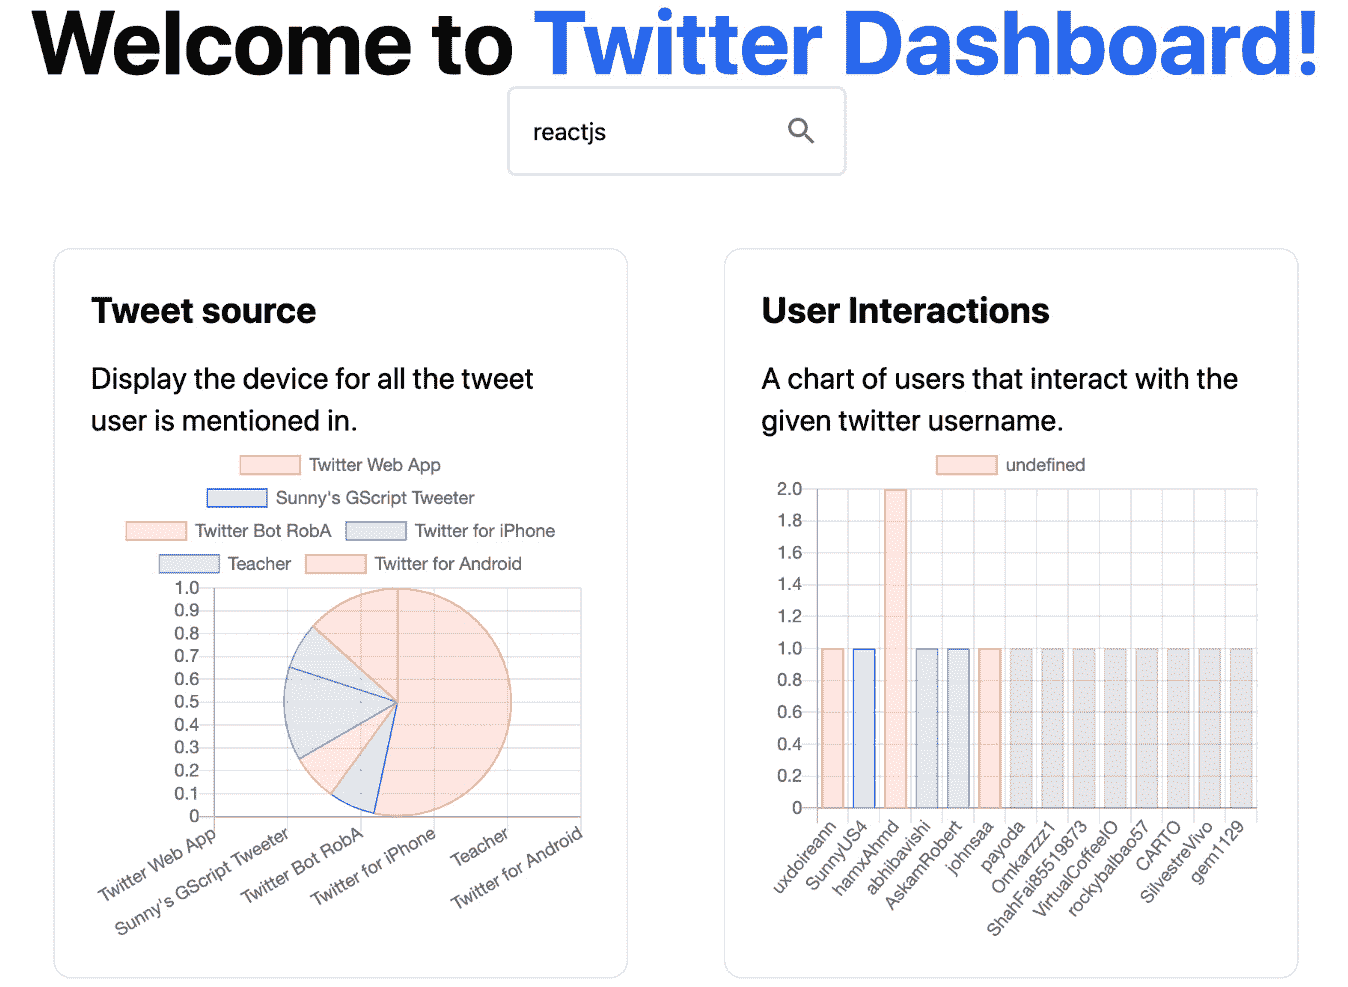 Welcome to Twitter Dashboard!
reactjs
Tweet source
Display the device for all the tweet
user is mentioned in.
Twitter Web App
Sunny's GScript Tweeter
Twitter Bot RobA Twitter for iPhone
Teacher Twitter for Android
1.0
0.9
0.8
0.7
0.6
0.5
0.4
0.3
0.2
0.1
0
Twitter Web App
Sunny's GScript Tweeter
Twitter Bot RobA
Twitter for iPhone
Teacher
Twitter for Android
User Interactions
A chart of users that interact with the
given twitter username.
undefined
2.0
1.8
1.6
1.4
1.2
1.0
0.8
0.6
0.4
0.2
0
uxdoireann
SunnyUS4
hamxAhmd
abhibavishi
AskamRobert
johnsaa
payoda
Omkarzzz1
ShahFai85519873
VirtualCoffeeIO
rockybalbao57
CARTO
SilvestreVivo
gem1129